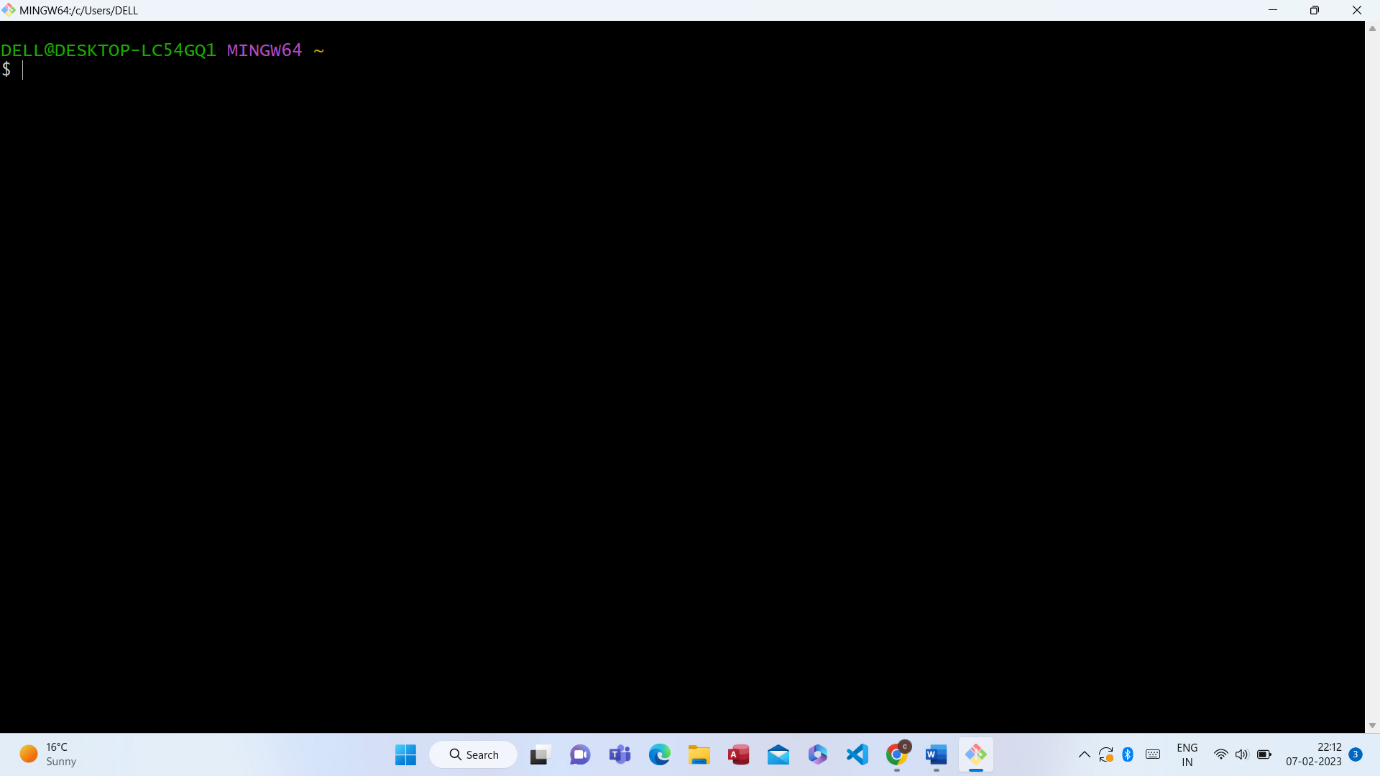 MINGW64:/c/Users/DELL
DELL@DESKTOP-LC54GQ1 MINGW64 ~
$
16°C
Sunny
Search
ENG
IN
22:12
07-02-2023
3